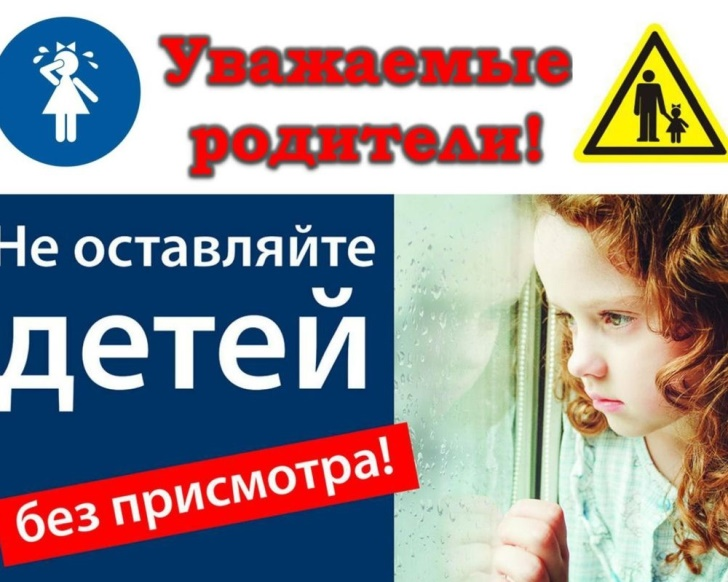 Уважаемые
родители!
Не оставляйте
детей
без присмотра!